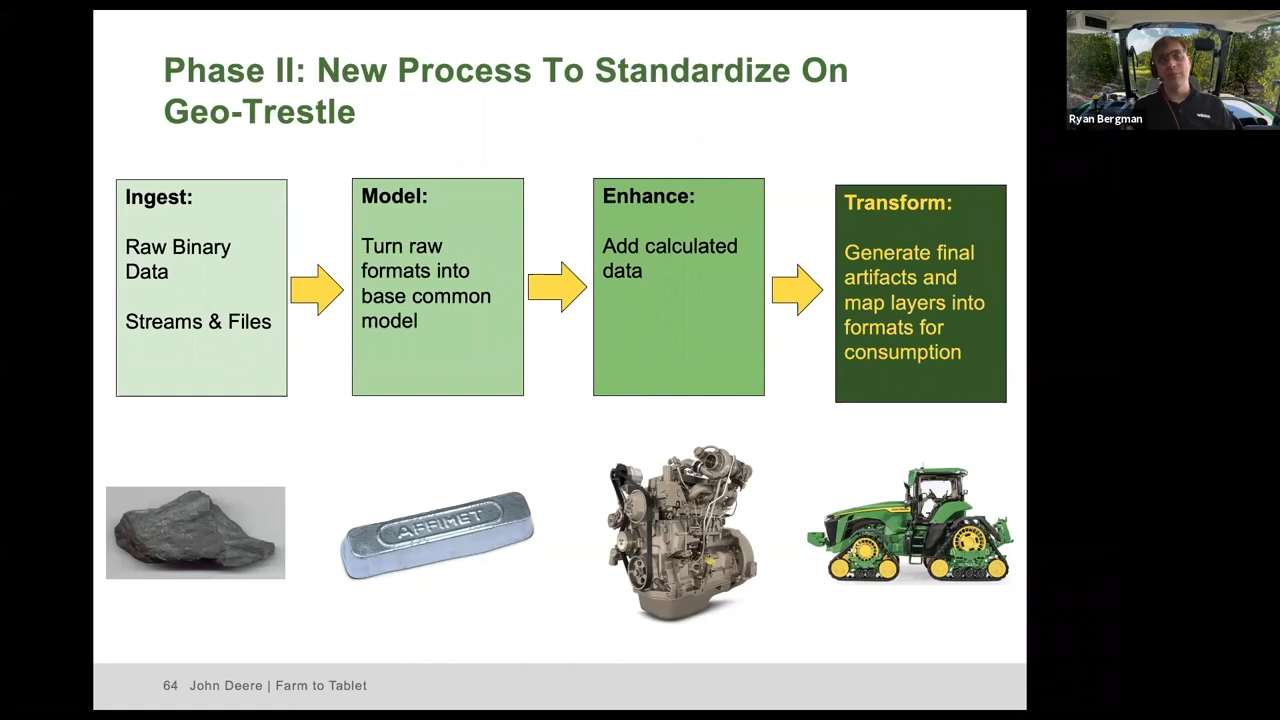 Phase II: New Process To Standardize On
Geo-Trestle
Ryan Bergman
Ingest:
Raw Binary
Data
Streams & Files
Model:
Turn raw
formats into
base common
model
Enhance:
Add calculated
data
Transform:
Generate final
artifacts and
map layers into
formats for
consumption
AFFIMET
64 John Deere | Farm to Tablet